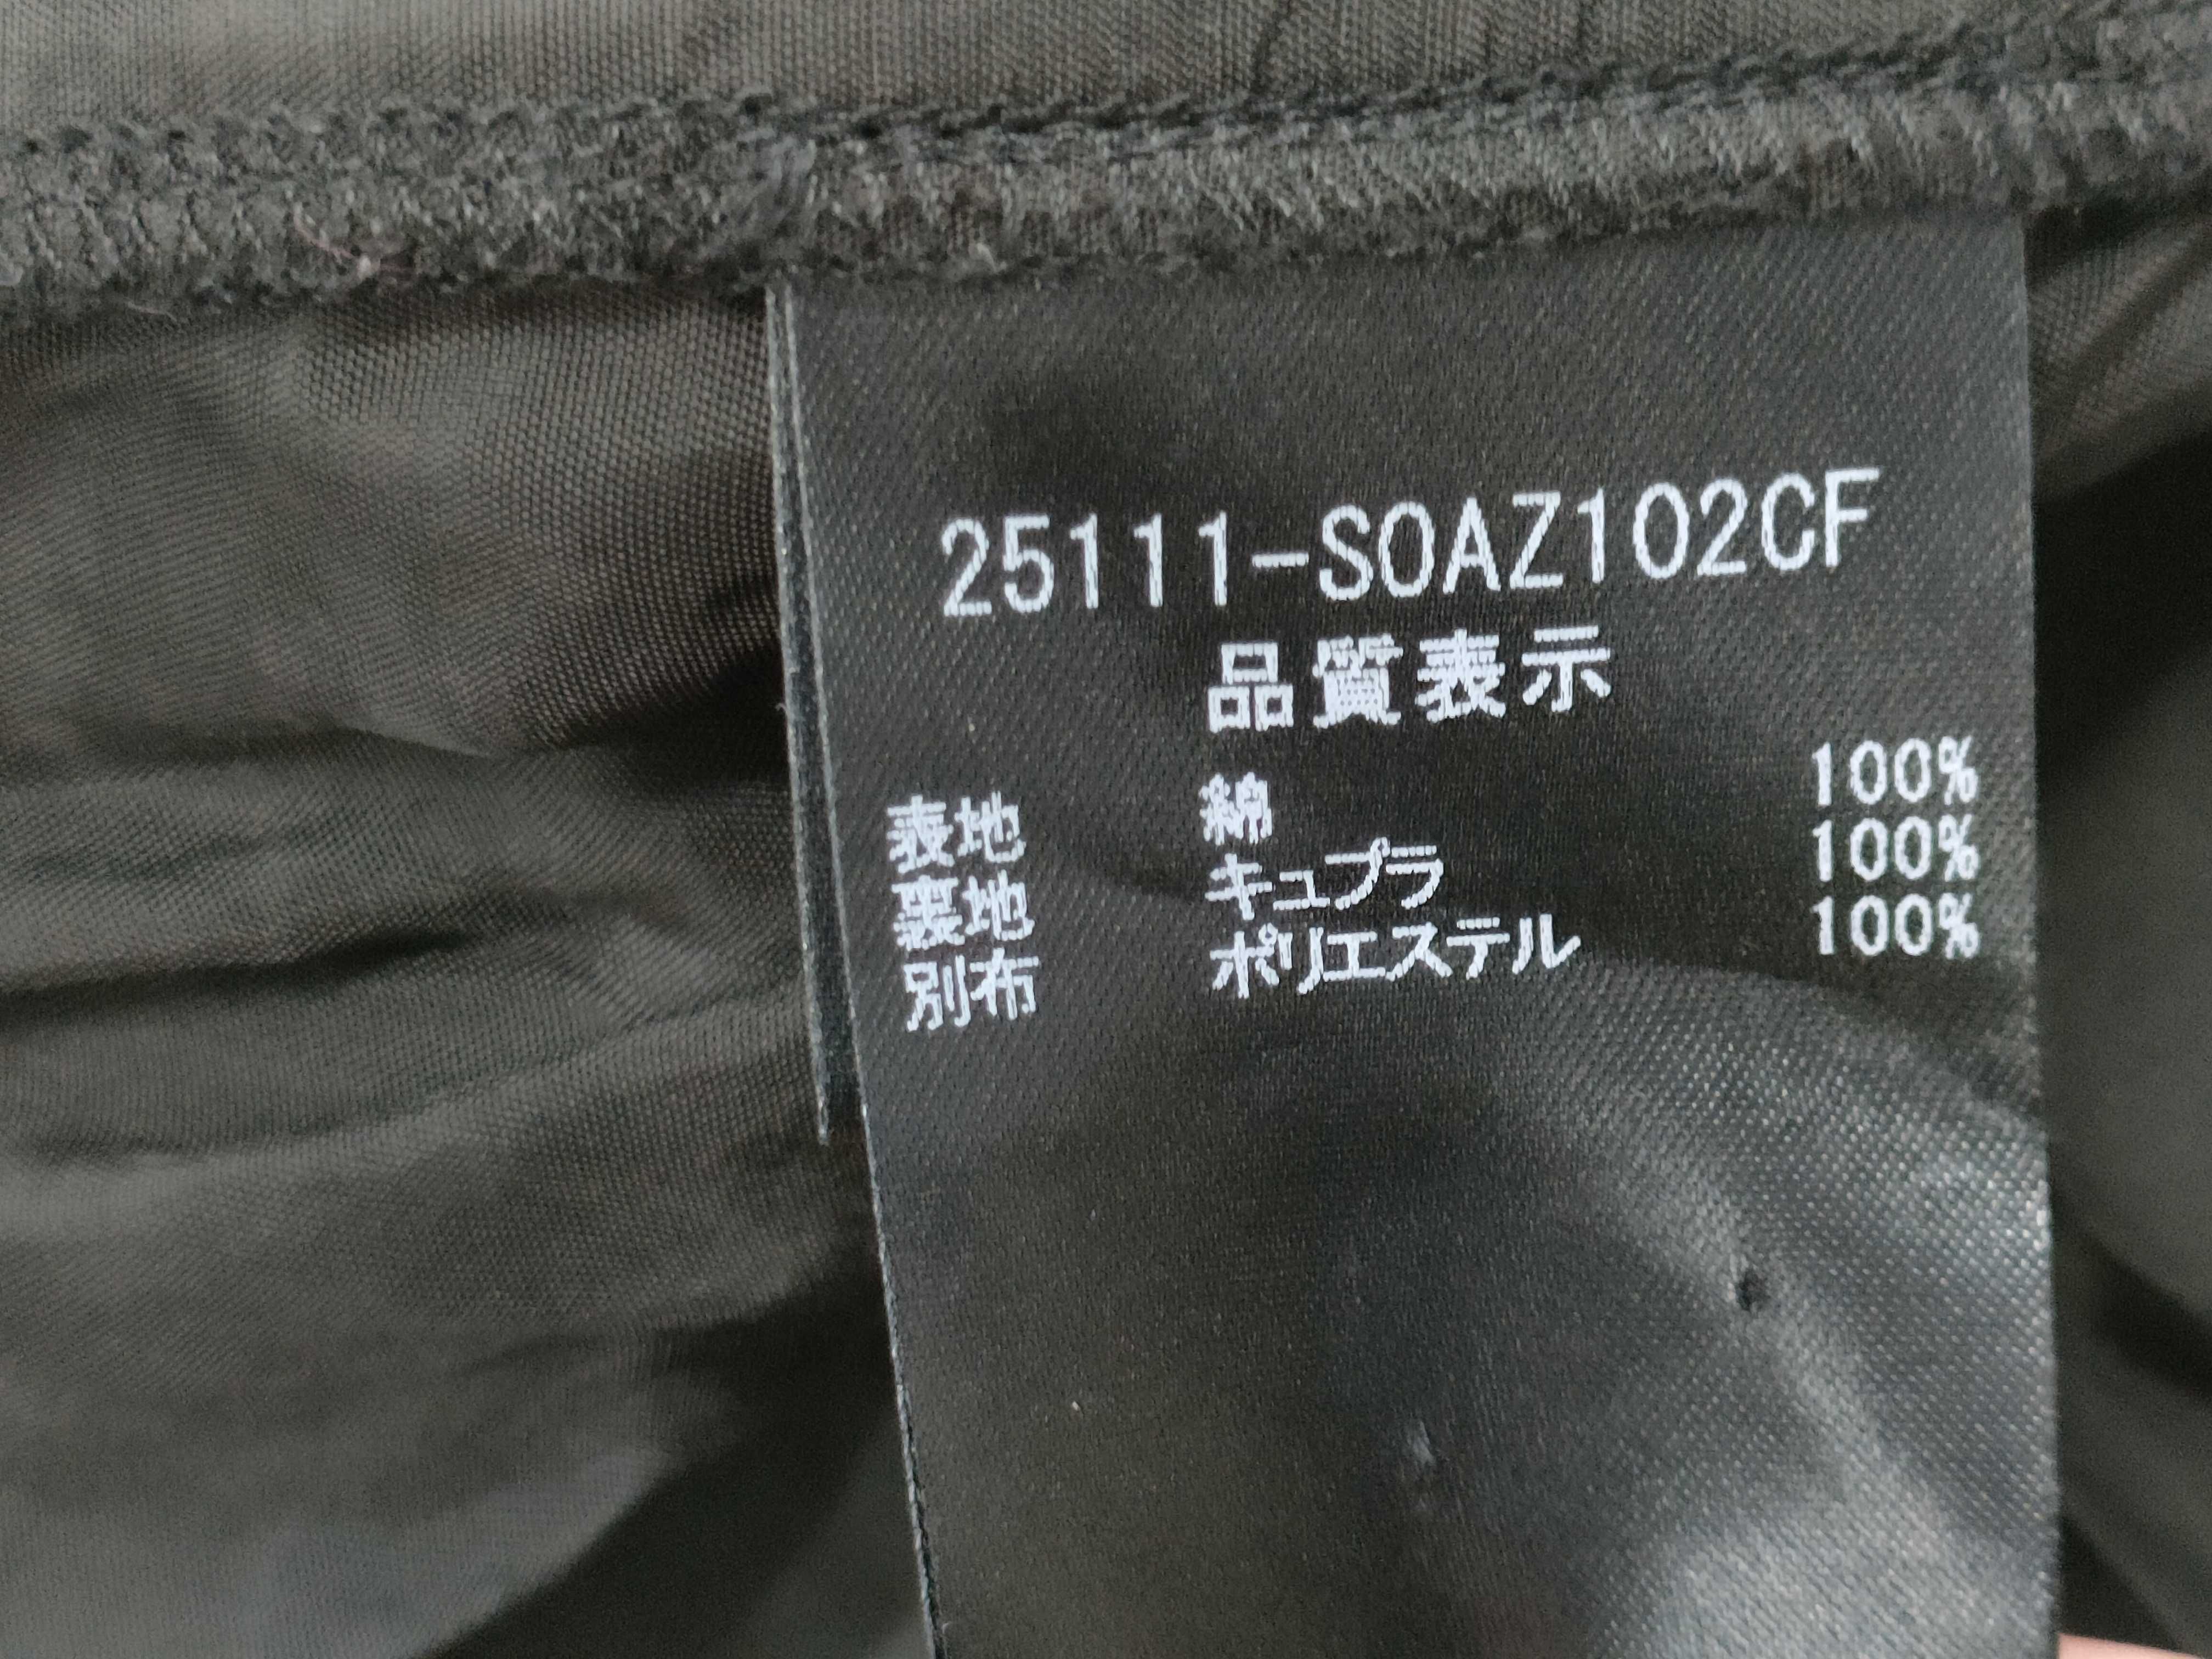 25111-SOAZ102CF
品質表示
表地 綿 100%
裏地 キュプラ 100%
別布 ポリエステル 100%